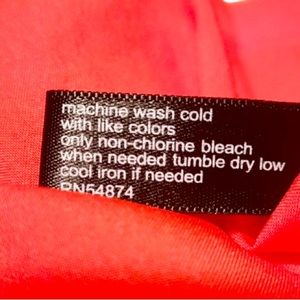 machine wash cold
with like colors
only non-chlorine bleach
when needed tumble dry low
cool iron if needed
RN54874